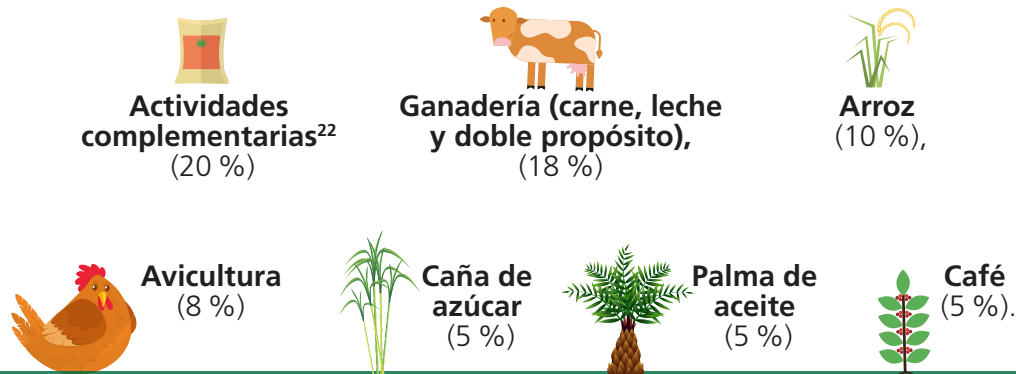 Actividades
complementarias²²
(20 %)
Ganadería (carne, leche
y doble propósito),
(18 %)
Arroz
(10 %),
Avicultura
(8 %)
Caña de
azúcar
(5 %)
Palma de
aceite
(5 %)
Café
(5 %).